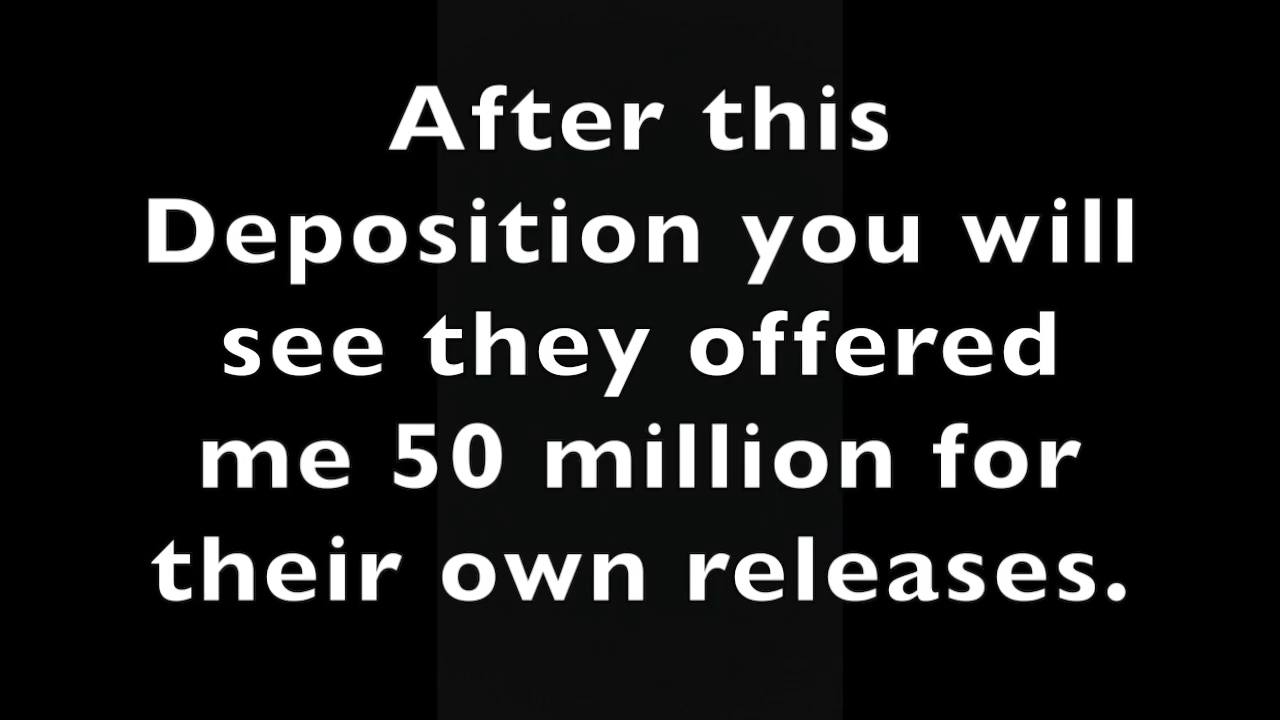 After this
Deposition you will
see they offered
me 50 million for
their own releases.